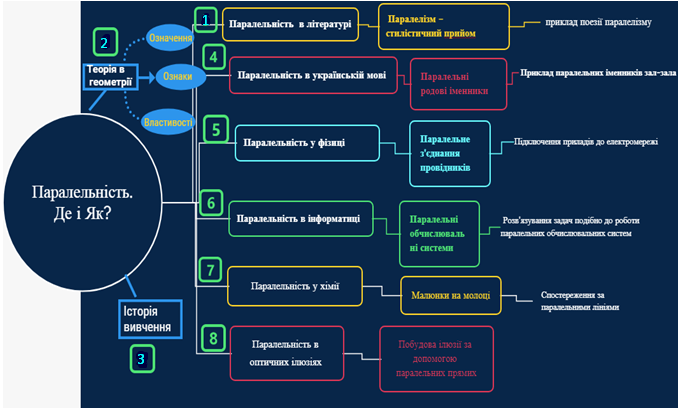 1
Паралельність в літературі
Паралелізм –
стилістичний прийом
приклад поезії паралелізму
2
Означення
Теорія в
геометрії
Ознаки
Властивості
4
Паралельність в українській мові
Паралельні
родові іменники
Приклад паралельних іменників зал-зала
5
Паралельність у фізиці
Паралельне
з'єднання
провідників
Підключення приладів до електромережі
Паралельність.
Де і Як?
6
Паралельність в інформатиці
Паралельні
обчислюваль
ні системи
Розв'язування задач подібно до роботи
паралельних обчислювальних систем
7
Паралельність у хімії
Малюнки на молоці
Спостереження за
паралельними лініями
Історія
вивчення
3
8
Паралельність в
оптичних ілюзіях
Побудова ілюзії за
допомогою
паралельних прямих